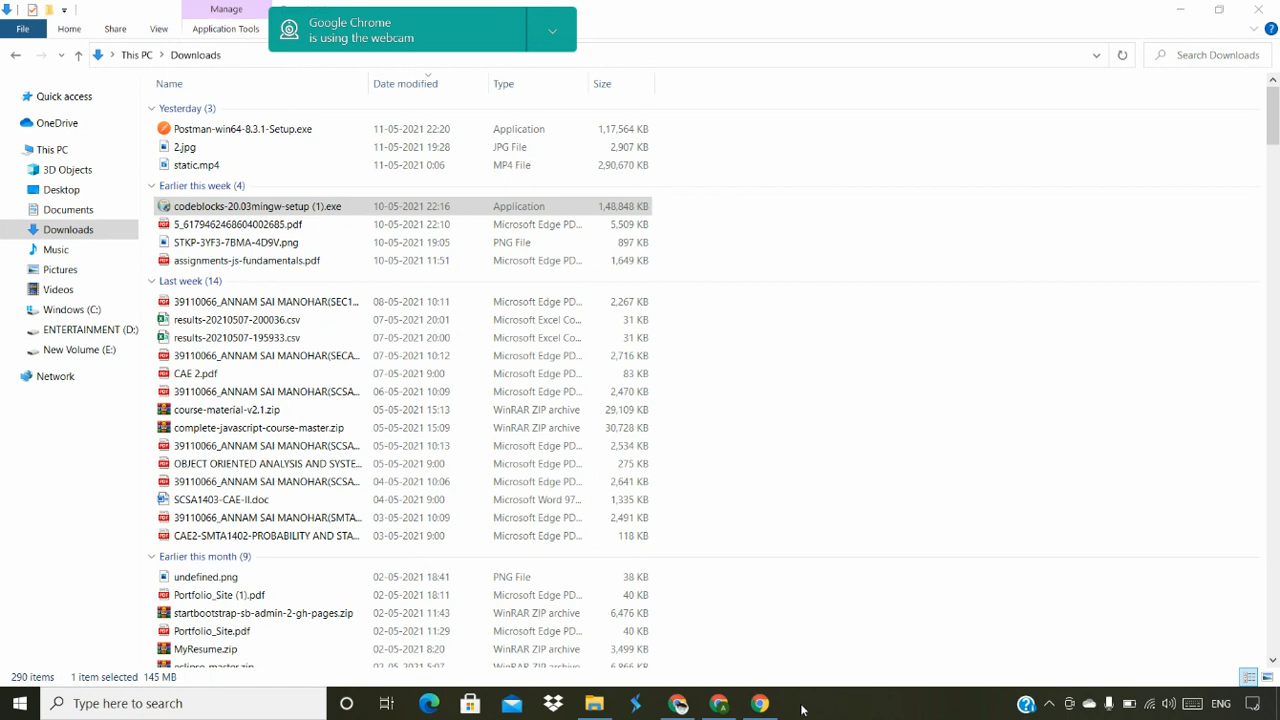 Manage
Google Chrome
is using the webcam
File
Home
Share
View
Application Tools
This PC
Downloads
Search Downloads
Name
Date modified
Type
Size
Quick access
OneDrive
This PC
3D Objects
Desktop
Documents
Downloads
Music
Pictures
Videos
Windows (C:)
ENTERTAINMENT (D:)
New Volume (E:)
Network
Yesterday (3)
Postman-win64-8.3.1-Setup.exe 11-05-2021 22:20 Application 1,17,564 KB
2.jpg 11-05-2021 19:28 JPG File 2,907 KB
static.mp4 11-05-2021 0:06 MP4 File 2,90,670 KB
Earlier this week (4)
codeblocks-20.03mingw-setup (1).exe 10-05-2021 22:16 Application 1,48,848 KB
5_6179462468604002685.pdf 10-05-2021 22:10 Microsoft Edge PD... 5,509 KB
STKP-3YF3-7BMA-4D9V.png 10-05-2021 19:05 PNG File 897 KB
assignments-js-fundamentals.pdf 10-05-2021 11:51 Microsoft Edge PD... 1,649 KB
Last week (14)
39110066_ANNAM SAI MANOHAR(SEC1... 08-05-2021 10:11 Microsoft Edge PD... 2,267 KB
results-20210507-200036.csv 07-05-2021 20:01 Microsoft Excel Co... 31 KB
results-20210507-195933.csv 07-05-2021 20:00 Microsoft Excel Co... 31 KB
39110066_ANNAM SAI MANOHAR(SECA... 07-05-2021 10:12 Microsoft Edge PD... 2,716 KB
CAE 2.pdf 07-05-2021 9:00 Microsoft Edge PD... 83 KB
39110066_ANNAM SAI MANOHAR(SCSA... 06-05-2021 10:09 Microsoft Edge PD... 2,470 KB
course-material-v2.1.zip 05-05-2021 15:13 WinRAR ZIP archive 29,109 KB
complete-javascript-course-master.zip 05-05-2021 15:09 WinRAR ZIP archive 30,728 KB
39110066_ANNAM SAI MANOHAR(SCSA... 05-05-2021 10:13 Microsoft Edge PD... 2,534 KB
OBJECT ORIENTED ANALYSIS AND SYSTE... 05-05-2021 9:00 Microsoft Edge PD... 275 KB
39110066_ANNAM SAI MANOHAR(SCSA... 04-05-2021 10:06 Microsoft Edge PD... 2,641 KB
SCSA1403-CAE-II.doc 04-05-2021 9:00 Microsoft Word 97... 1,335 KB
39110066_ANNAM SAI MANOHAR(SMTA... 03-05-2021 10:09 Microsoft Edge PD... 2,491 KB
CAE2-SMTA1402-PROBABILITY AND STA... 03-05-2021 9:00 Microsoft Edge PD... 118 KB
Earlier this month (9)
undefined.png 02-05-2021 18:41 PNG File 38 KB
Portfolio_Site (1).pdf 02-05-2021 18:11 Microsoft Edge PD... 40 KB
startbootstrap-sb-admin-2-gh-pages.zip 02-05-2021 11:43 WinRAR ZIP archive 6,476 KB
Portfolio_Site.pdf 02-05-2021 11:29 Microsoft Edge PD... 40 KB
MyResume.zip 02-05-2021 8:20 WinRAR ZIP archive 3,499 KB
02-05-2021 5:07 WinRAR ZIP archive 6,866 KB
290 items 1 item selected 145 MB
Type here to search
ENG